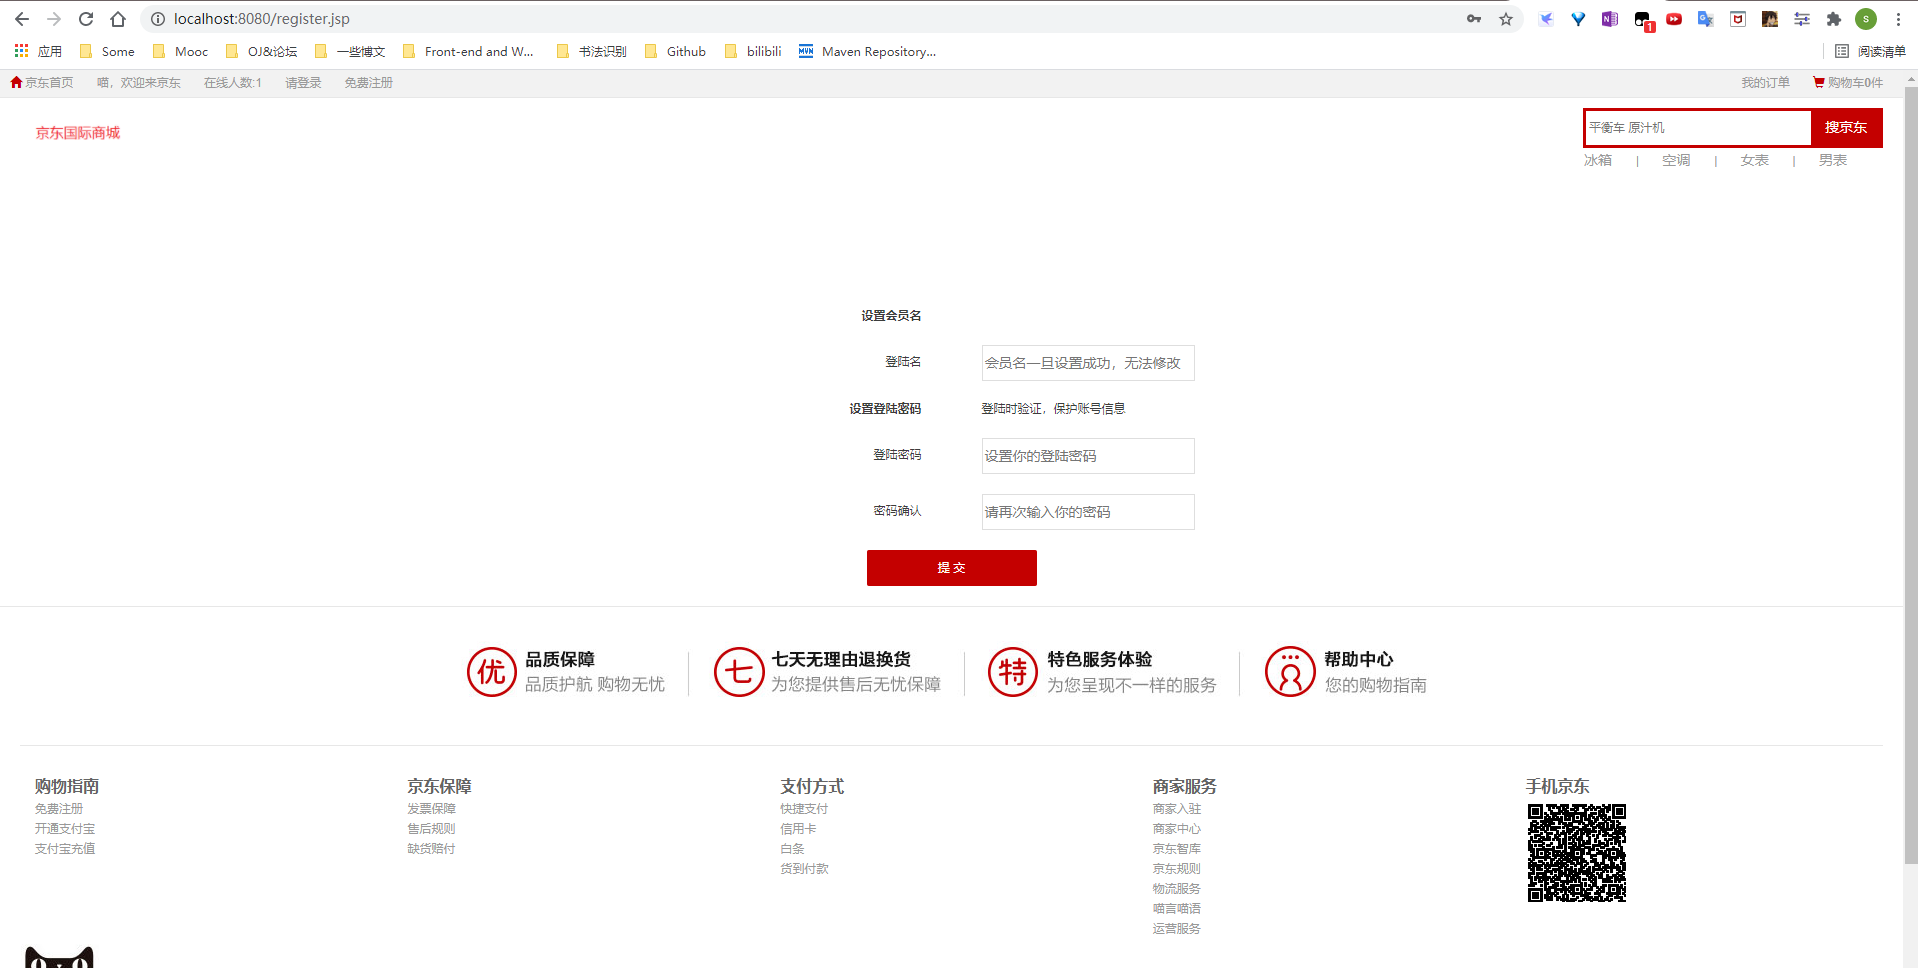 localhost:8080/register.jsp
1
S
应用 Some Mooc OJ&论坛 一些博文 Front-end and W... 书法识别 Github bilibili Maven Repository... 阅读清单
京东首页 喵，欢迎来京东 在线人数:1 请登录 免费注册 我的订单 购物车0件
京东国际商城
平衡车 原汁机 搜京东
冰箱 | 空调 | 女表 | 男表
设置会员名
登陆名 会员名一旦设置成功，无法修改
设置登陆密码 登陆时验证，保护账号信息
登陆密码 设置你的登陆密码
密码确认 请再次输入你的密码
提 交
优 品质保障
品质护航 购物无忧
七 七天无理由退换货
为您提供售后无忧保障
特 特色服务体验
为您呈现不一样的服务
帮助中心
您的购物指南
购物指南
免费注册
开通支付宝
支付宝充值
京东保障
发票保障
售后规则
缺货赔付
支付方式
快捷支付
信用卡
白条
货到付款
商家服务
商家入驻
商家中心
京东智库
京东规则
物流服务
喵言喵语
运营服务
手机京东